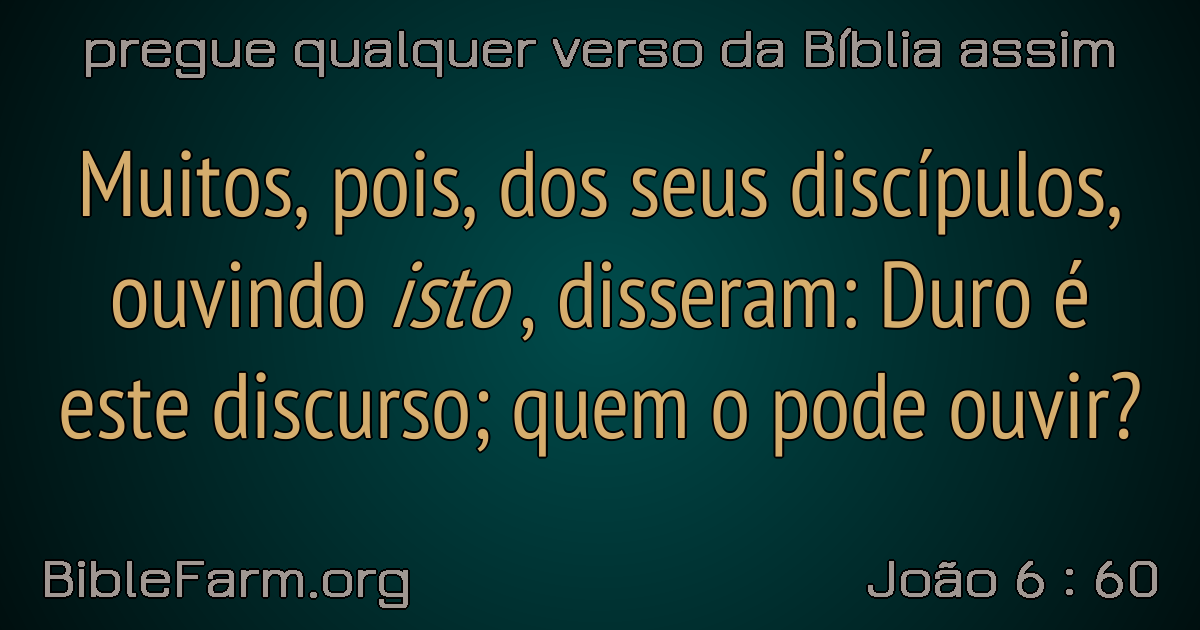 pregue qualquer verso da Bíblia assim
Muitos, pois, dos seus discípulos,
ouvindo isto , disseram: Duro é
este discurso; quem o pode ouvir?
BibleFarm.org
João 6 : 60